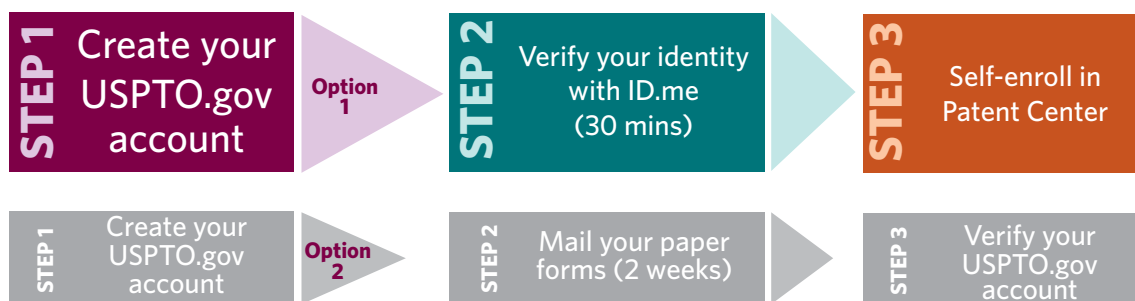 STEP 1
Create your
USPTO.gov
account
Option
1
STEP 2
Verify your identity
with ID.me
(30 mins)
STEP 3
Self-enroll in
Patent Center
STEP 1
Create your
USPTO.gov
account
Option
2
STEP 2
Mail your paper
forms (2 weeks)
STEP 3
Verify your
USPTO.gov
account